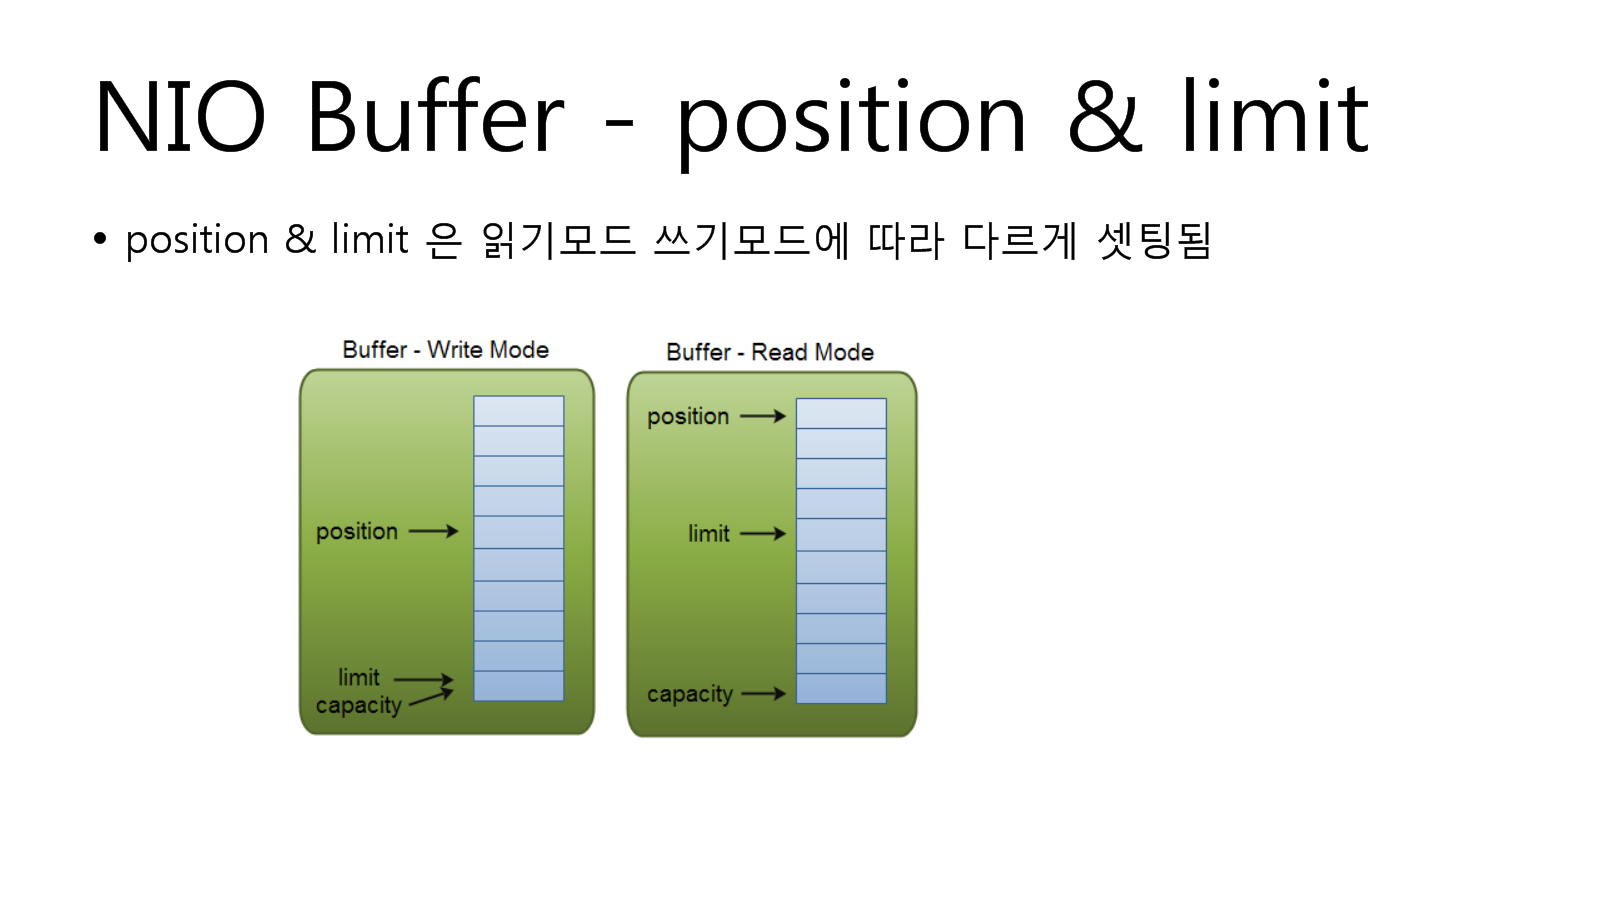 NIO Buffer - position & limit
• position & limit 은 읽기모드 쓰기모드에 따라 다르게 셋팅됨
Buffer - Write Mode
position
limit
capacity
Buffer - Read Mode
position
limit
capacity